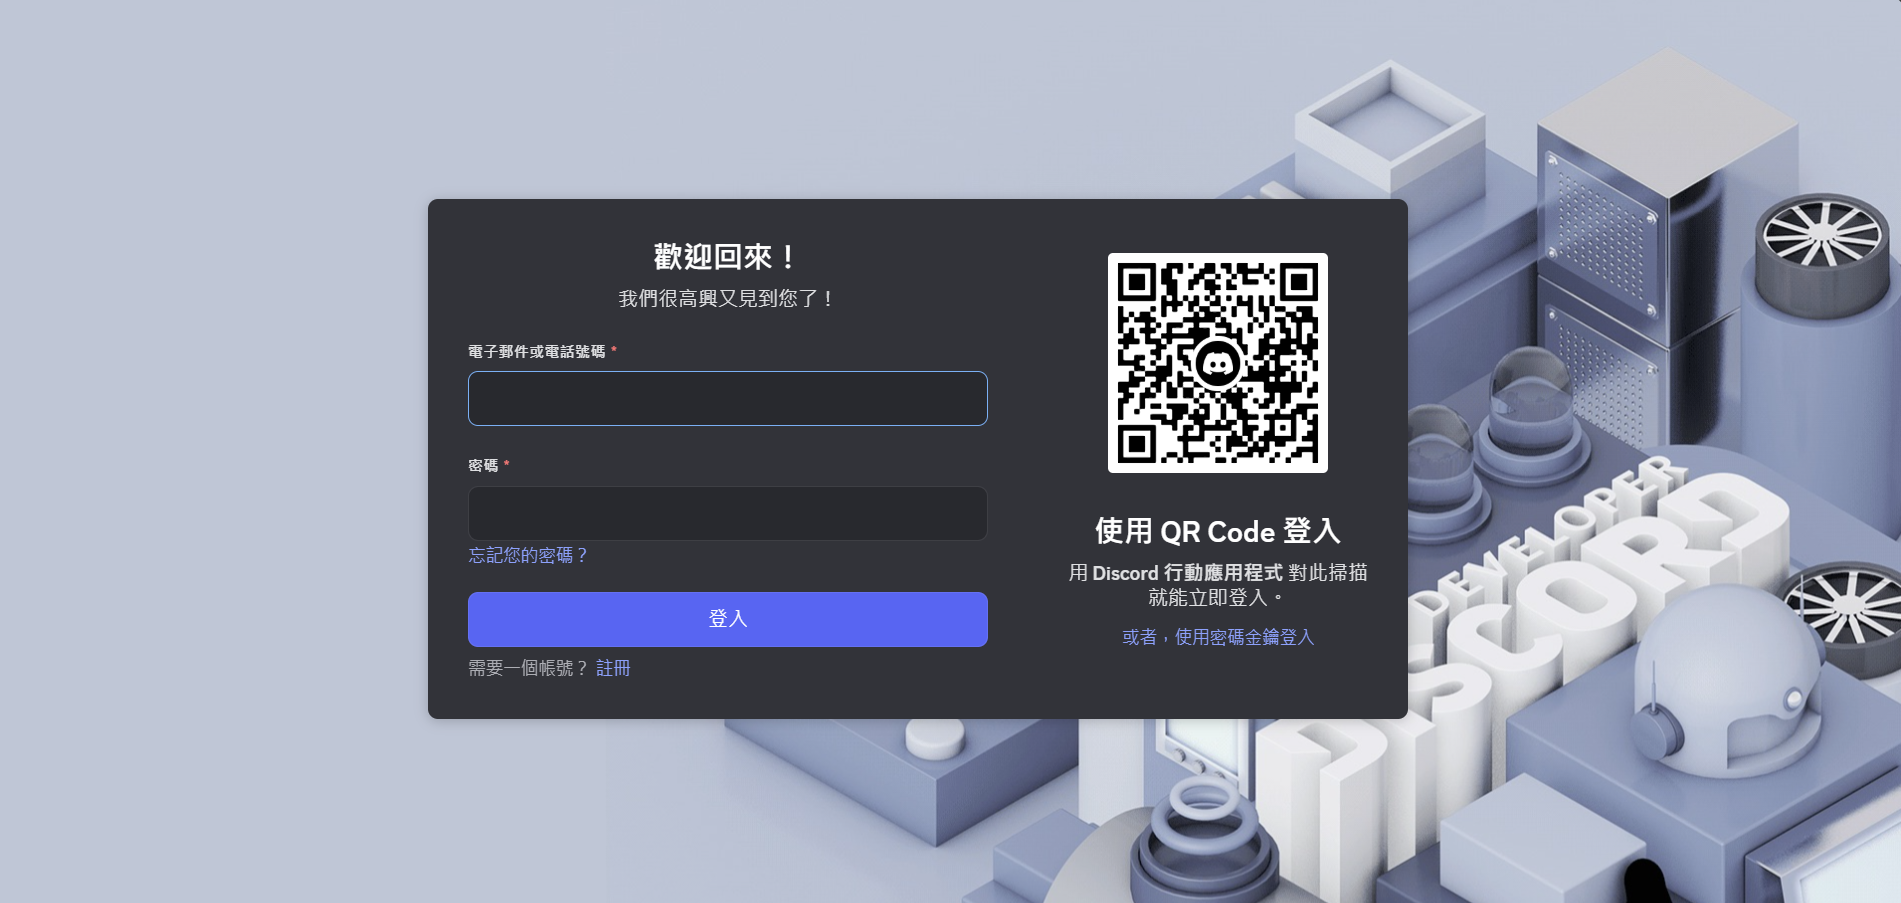 歡迎回來！
我們很高興又見到您了！
電子郵件或電話號碼 *
密碼 *
忘記您的密碼？
登入
需要一個帳號？ 註冊
使用 QR Code 登入
用 Discord 行動應用程式 對此掃描
就能立即登入。
或者，使用密碼金鑰登入
DEVELOPER
DISCORD